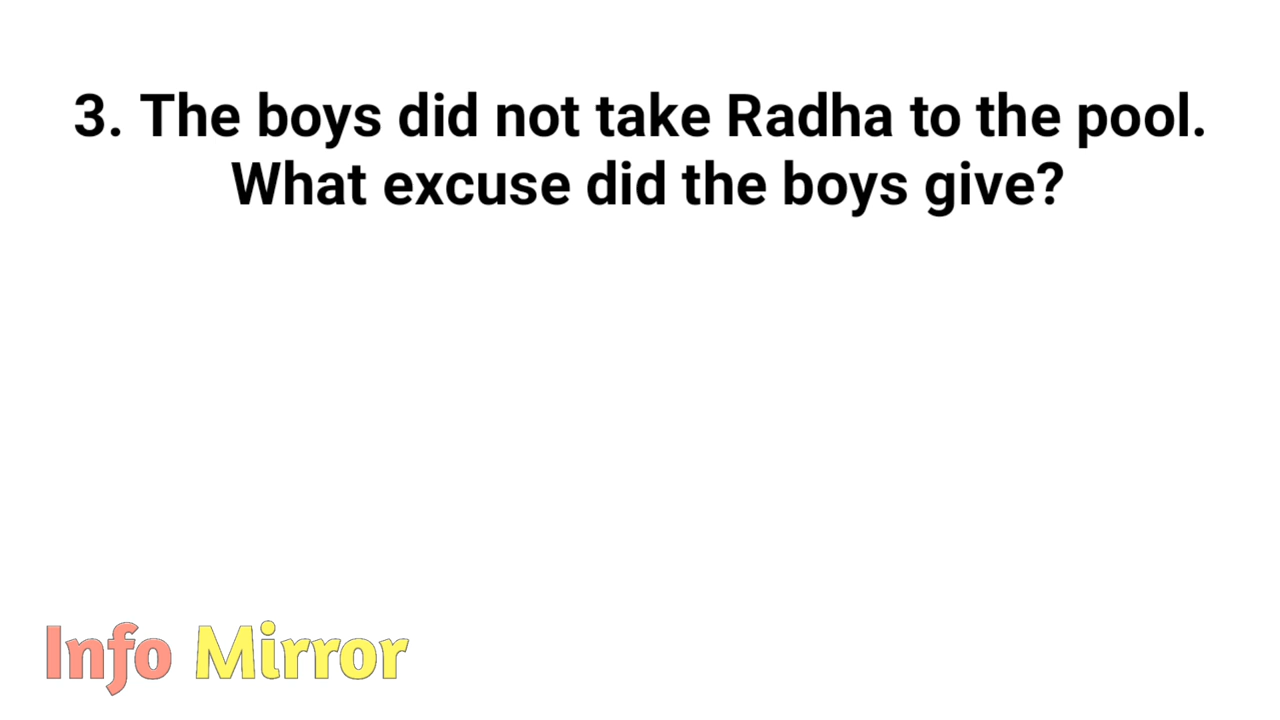 3. The boys did not take Radha to the pool.
What excuse did the boys give?
Info Mirror